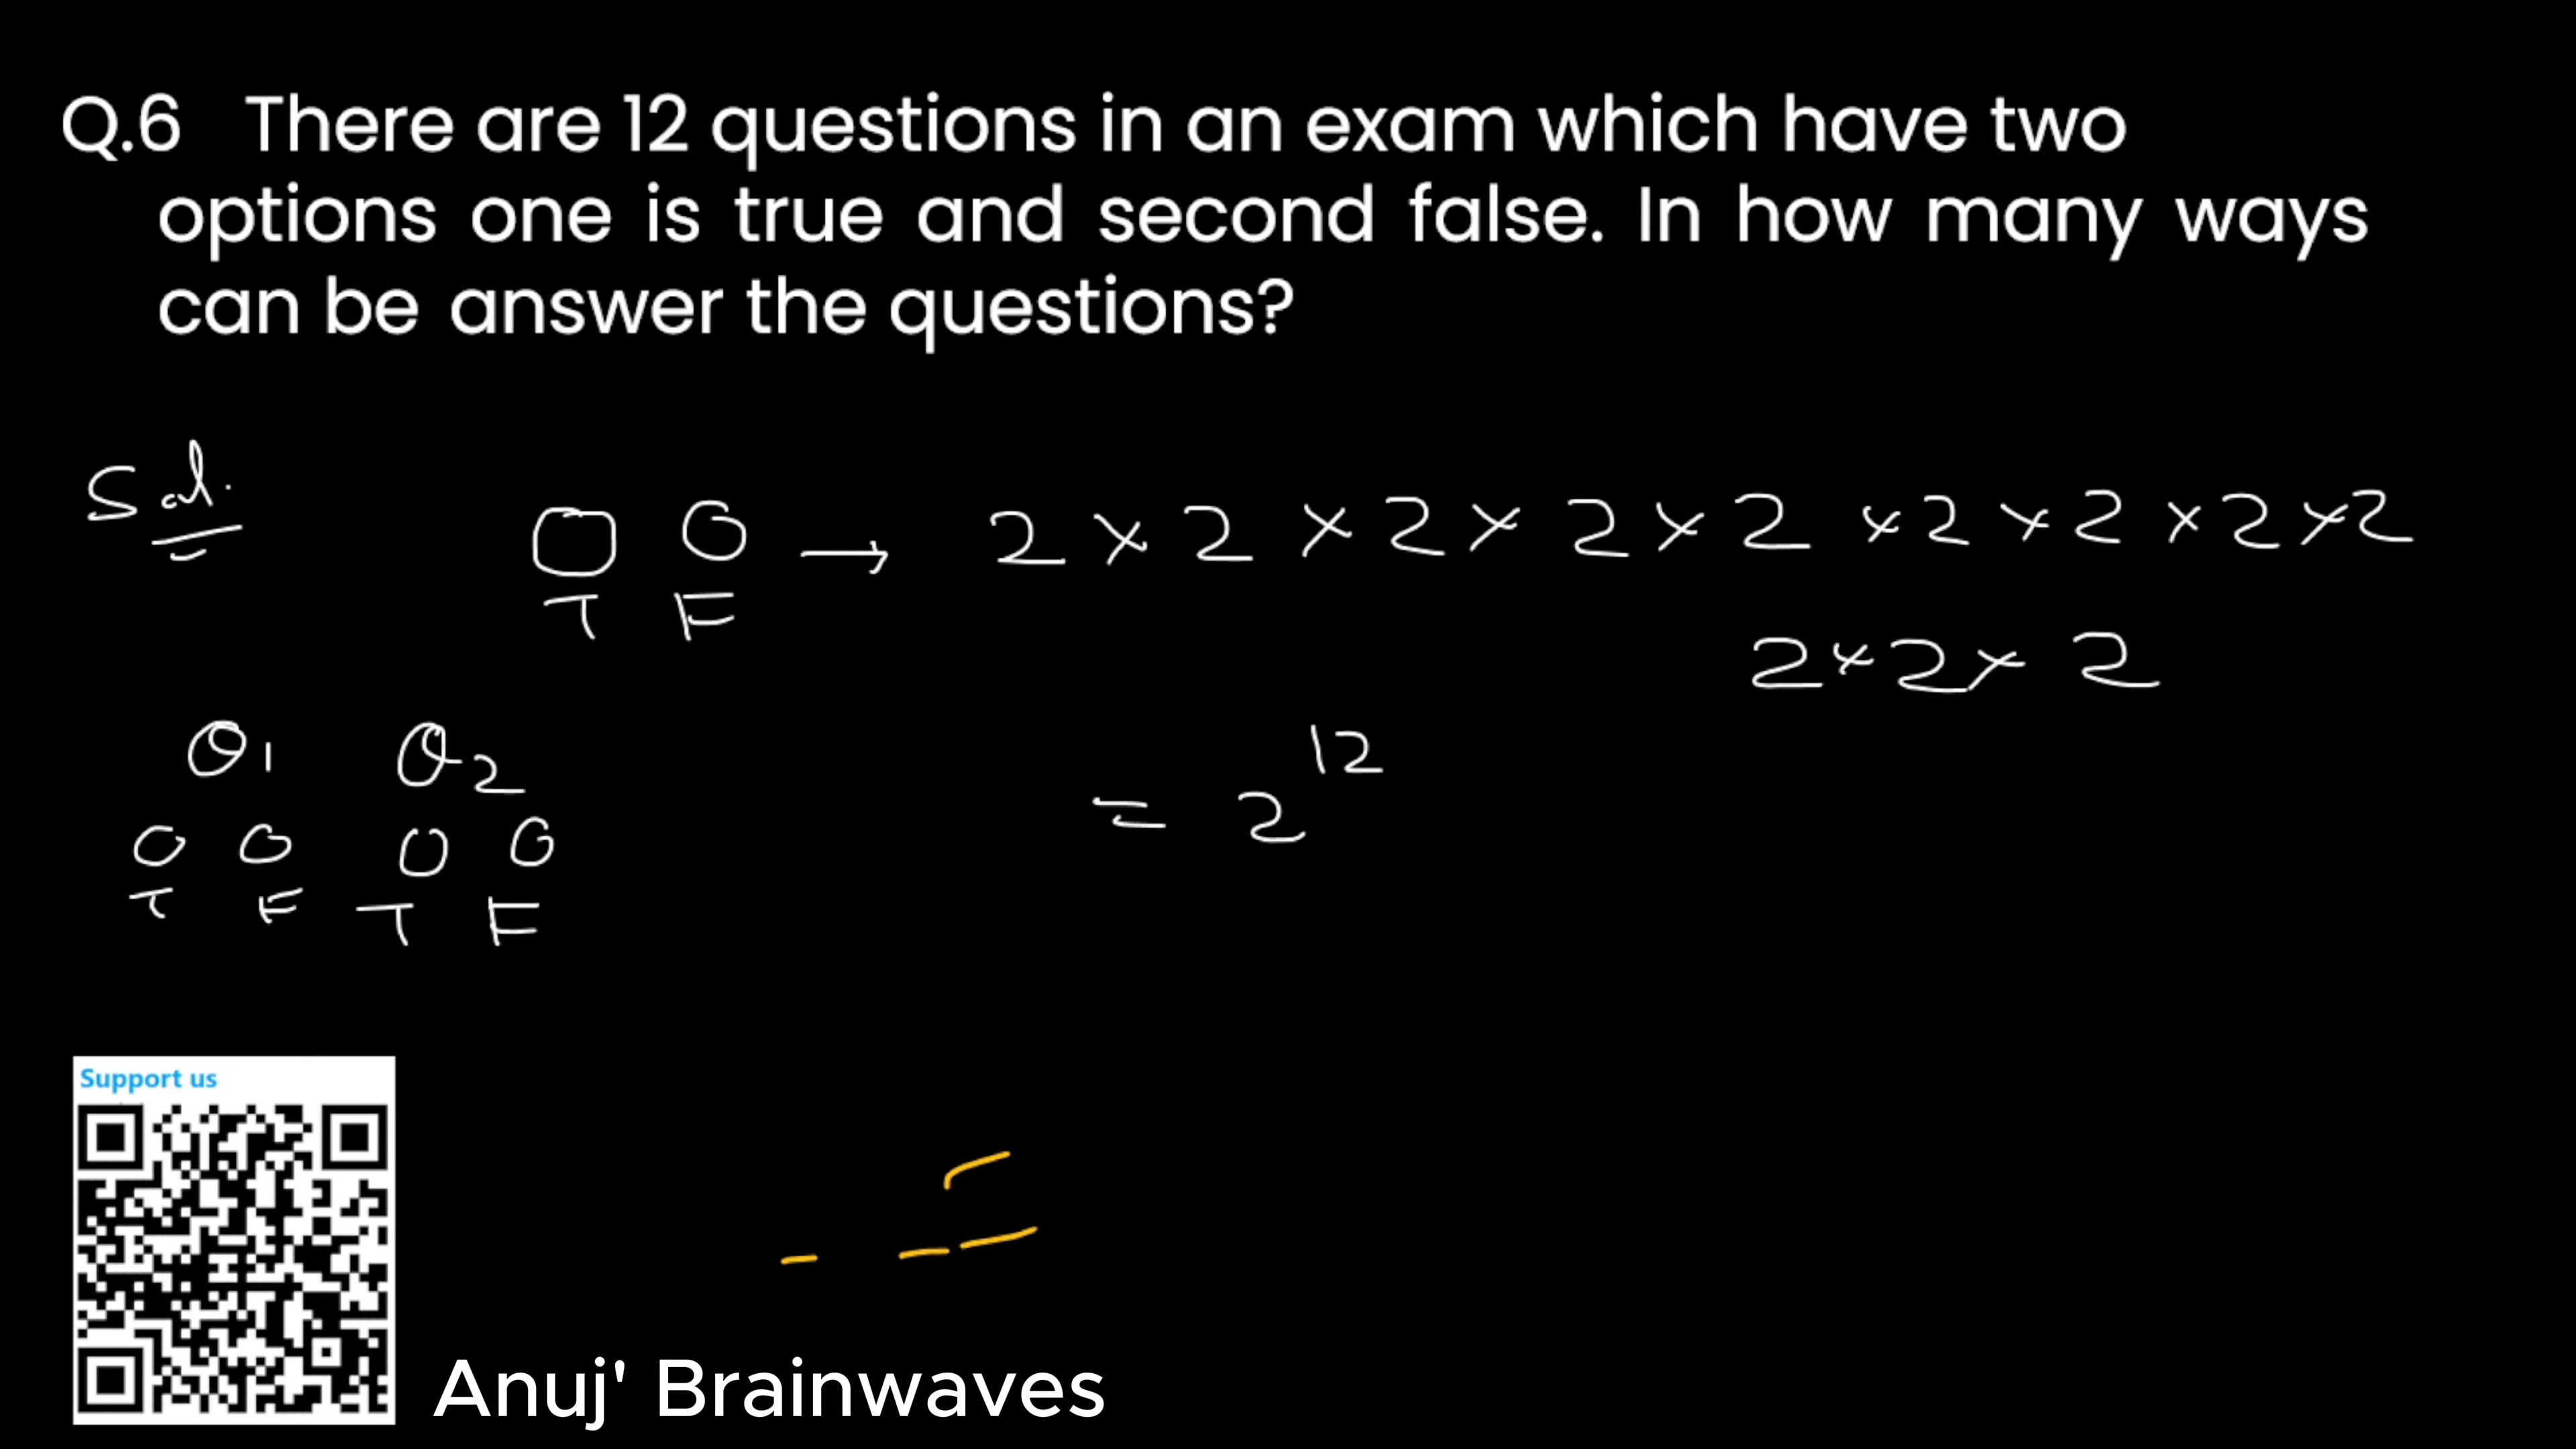 Q.6 There are 12 questions in an exam which have two
options one is true and second false. In how many ways
can be answer the questions?
Sol.
O O → 2 × 2 × 2 × 2 × 2 × 2 × 2 × 2 × 2
T F
2 × 2 × 2
Q1 Q2
O O O O
T F T F
= 2^12
Support us
Anuj' Brainwaves